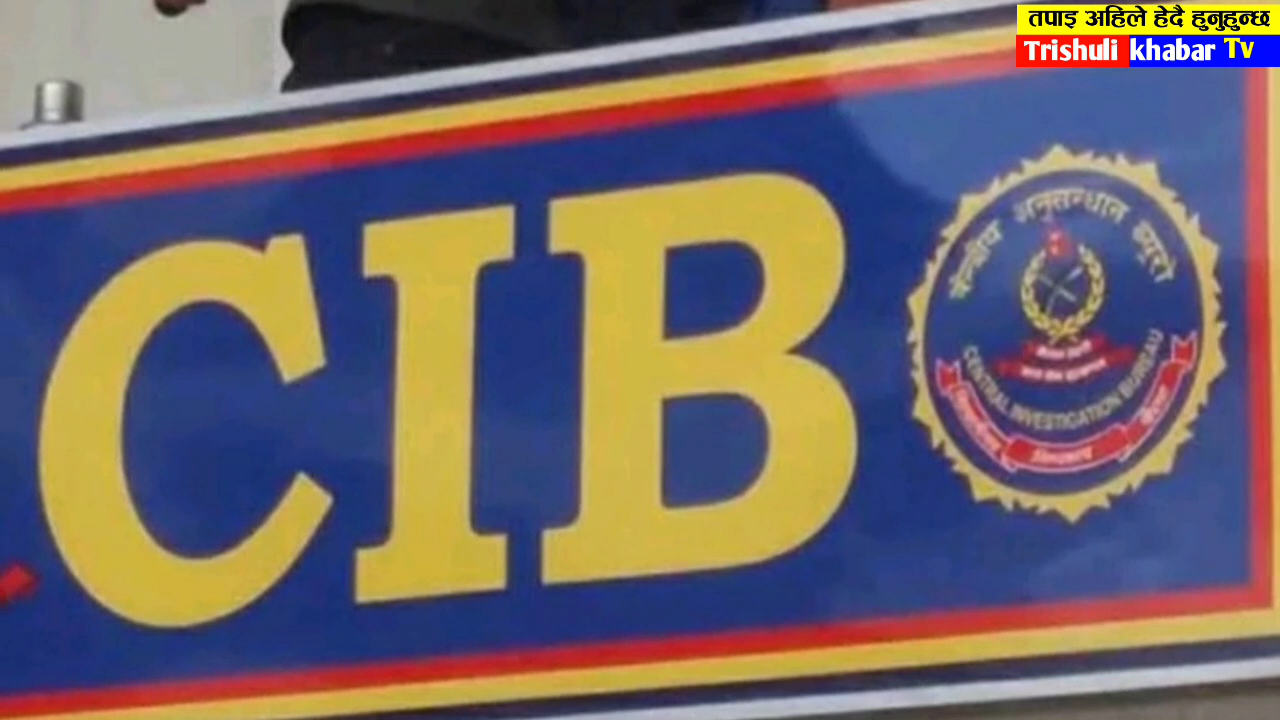 तपाइ अहिले हेदै हुनुहुन्छ
Trishuli khabar Tv
CIB
केन्द्रीय अनुसन्धान ब्यूरो
CENTRAL INVESTIGATION BUREAU